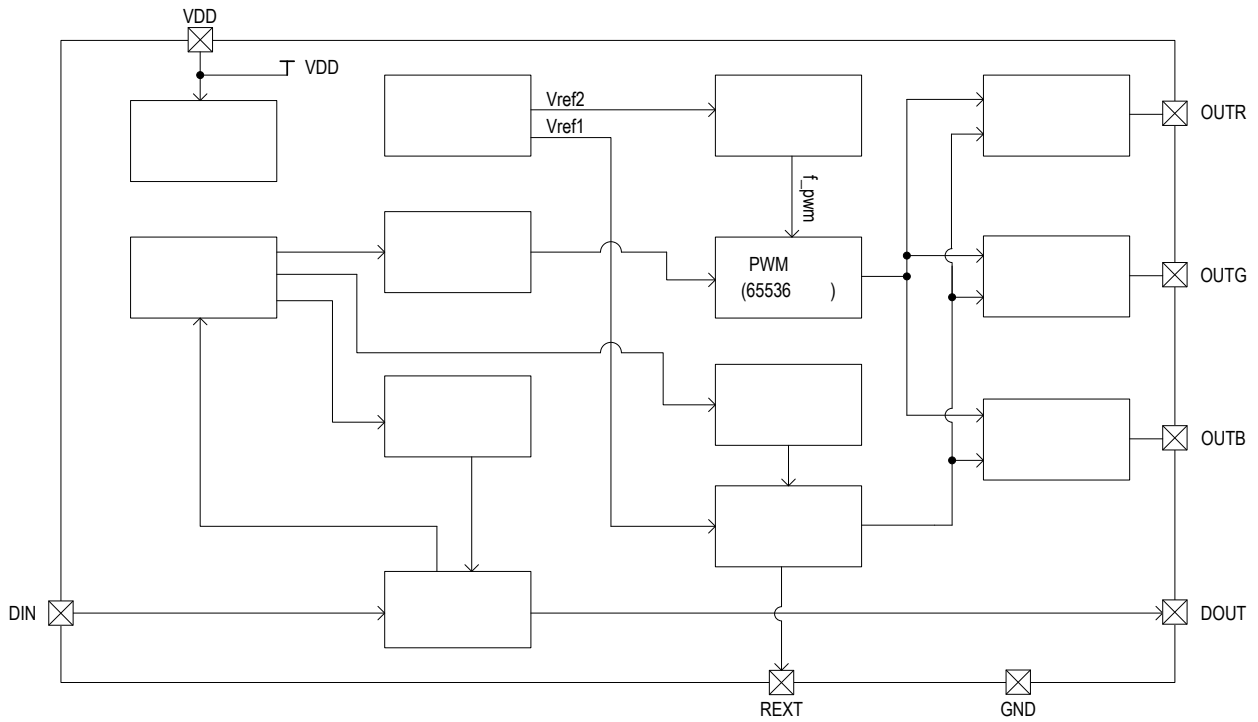 VDD
VDD
Vref2
Vref1
OUTR
f_pwm
PWM
(65536 )
OUTG
OUTB
DIN
DOUT
REXT
GND